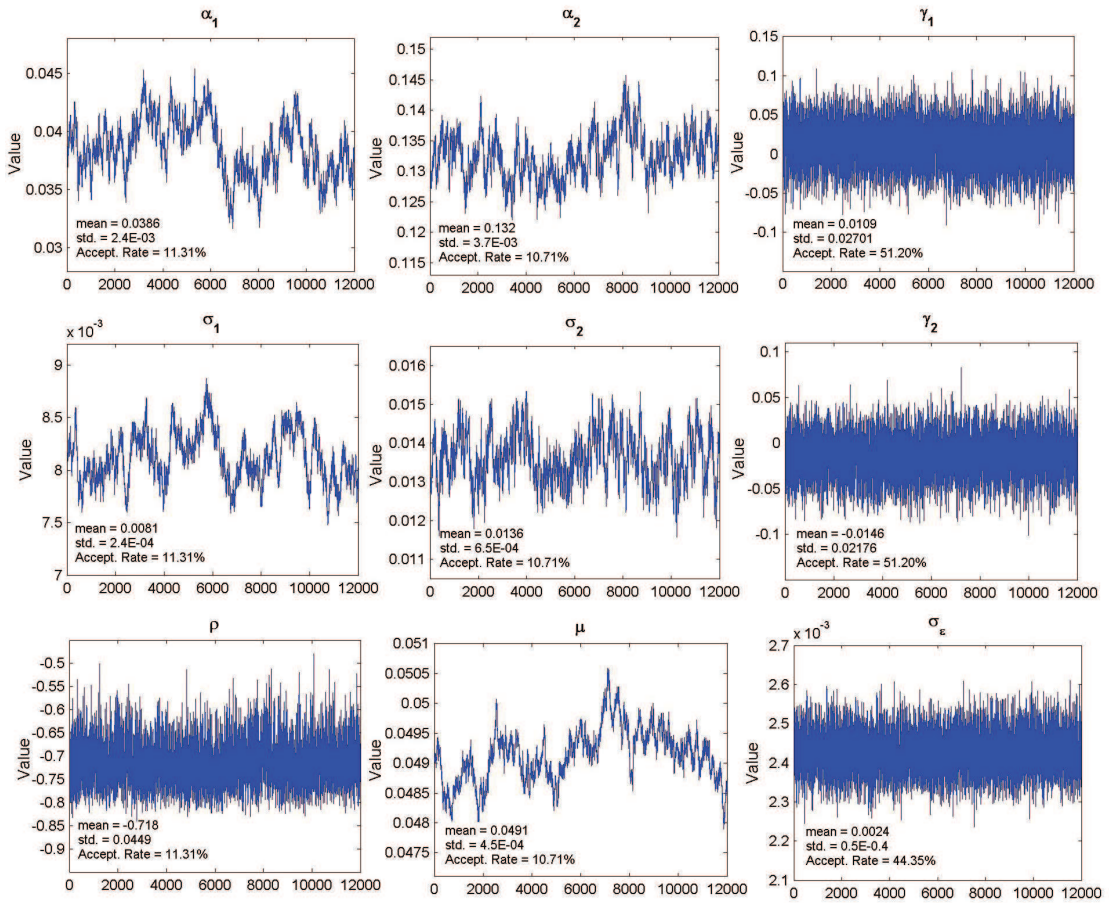 α₁
Value
0.045
0.04
0.035
0.03
mean = 0.0386
std. = 2.4E-03
Accept. Rate = 11.31%
0 2000 4000 6000 8000 10000 12000
α₂
Value
0.15
0.145
0.14
0.135
0.13
0.125
0.12
0.115
mean = 0.132
std. = 3.7E-03
Accept. Rate = 10.71%
0 2000 4000 6000 8000 10000 12000
γ₁
Value
0.15
0.1
0.05
0
-0.05
-0.1
mean = 0.0109
std. = 0.02701
Accept. Rate = 51.20%
0 2000 4000 6000 8000 10000 12000
σ₁
x 10⁻³
Value
9
8.5
8
7.5
7
mean = 0.0081
std. = 2.4E-04
Accept. Rate = 11.31%
0 2000 4000 6000 8000 10000 12000
σ₂
Value
0.016
0.015
0.014
0.013
0.012
0.011
mean = 0.0136
std. = 6.5E-04
Accept. Rate = 10.71%
0 2000 4000 6000 8000 10000 12000
γ₂
Value
0.1
0.05
0
-0.05
-0.1
mean = -0.0146
std. = 0.02176
Accept. Rate = 51.20%
0 2000 4000 6000 8000 10000 12000
ρ
Value
-0.5
-0.55
-0.6
-0.65
-0.7
-0.75
-0.8
-0.85
-0.9
mean = -0.718
std. = 0.0449
Accept. Rate = 11.31%
0 2000 4000 6000 8000 10000 12000
μ
Value
0.051
0.0505
0.05
0.0495
0.049
0.0485
0.048
0.0475
mean = 0.0491
std. = 4.5E-04
Accept. Rate = 10.71%
0 2000 4000 6000 8000 10000 12000
σ_ε
x 10⁻³
Value
2.7
2.6
2.5
2.4
2.3
2.2
2.1
mean = 0.0024
std. = 0.5E-0.4
Accept. Rate = 44.35%
0 2000 4000 6000 8000 10000 12000